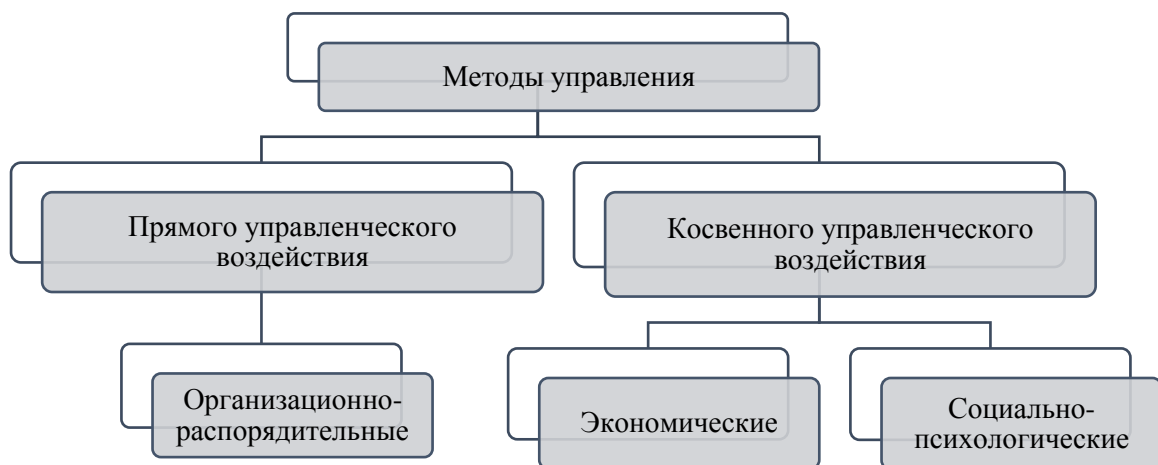 Методы управления
Прямого управленческого
воздействия
Косвенного управленческого
воздействия
Организационно-
распорядительные
Экономические
Социально-
психологические